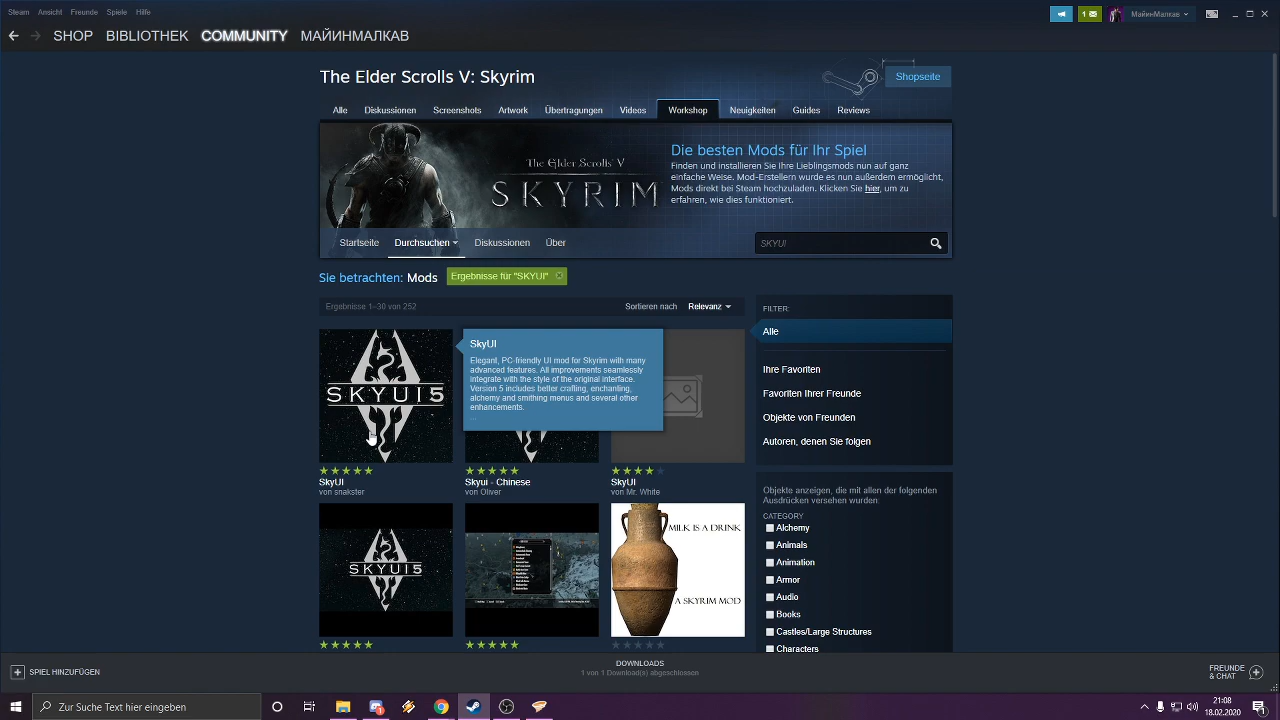 Steam Ansicht Freunde Spiele Hilfe
1
МайинМалкав
SHOP BIBLIOTHEK COMMUNITY МАЙИНМАЛКАВ
The Elder Scrolls V: Skyrim
Shopseite
Alle Diskussionen Screenshots Artwork Übertragungen Videos Workshop Neuigkeiten Guides Reviews
The Elder Scrolls V
SKYRIM
Die besten Mods für Ihr Spiel
Finden und installieren Sie Ihre Lieblingsmods nun auf ganz
einfache Weise. Mod-Erstellern wurde es nun außerdem ermöglicht,
Mods direkt bei Steam hochzuladen. Klicken Sie hier, um zu
erfahren, wie dies funktioniert.
Startseite Durchsuchen Diskussionen Über
SKYUI
Sie betrachten: Mods Ergebnisse für "SKYUI"
Ergebnisse 1–30 von 252
Sortieren nach Relevanz
SKYUI5
SkyUI
Elegant, PC-friendly UI mod for Skyrim with many
advanced features. All improvements seamlessly
integrate with the style of the original interface.
Version 5 includes better crafting, enchanting,
alchemy and smithing menus and several other
enhancements.
...
SkyUI
von snakster
Skyui - Chinese
von Oliver
SkyUI
von Mr. White
SKYUI5
MILK IS A DRINK
A SKYRIM MOD
FILTER:
Alle
Ihre Favoriten
Favoriten Ihrer Freunde
Objekte von Freunden
Autoren, denen Sie folgen
Objekte anzeigen, die mit allen der folgenden
Ausdrücken versehen wurden:
CATEGORY
Alchemy
Animals
Animation
Armor
Audio
Books
Castles/Large Structures
Characters
SPIEL HINZUFÜGEN
DOWNLOADS
1 von 1 Download(s) abgeschlossen
FREUNDE
& CHAT
Zur Suche Text hier eingeben
21:08
18.02.2020
1